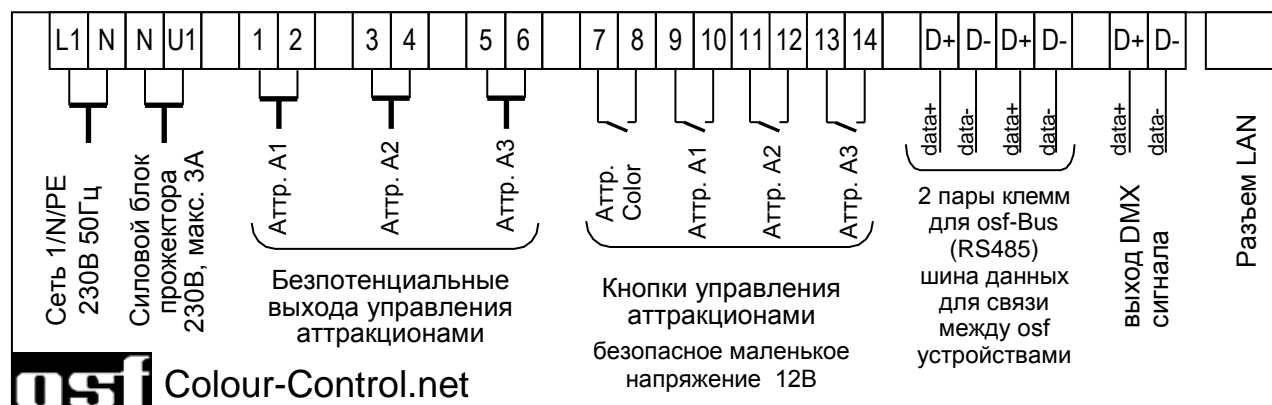 L1 N N U1 1 2 3 4 5 6 7 8 9 10 11 12 13 14 D+ D- D+ D- D+ D-
Сеть 1/N/PE
230В 50Гц
Силовой блок
прожектора
230В, макс. 3А
Аттр. А1
Аттр. А2
Аттр. А3
Безпотенциальные
выхода управления
аттракционами
Аттр.
Color
Аттр. А1
Аттр. А2
Аттр. А3
Кнопки управления
аттракционами
безопасное маленькое
напряжение 12В
data+
data-
data+
data-
2 пары клемм
для osf-Bus
(RS485)
шина данных
для связи
между osf
устройствами
data+
data-
выход DMX
сигнала
Разъем LAN
osf
Colour-Control.net